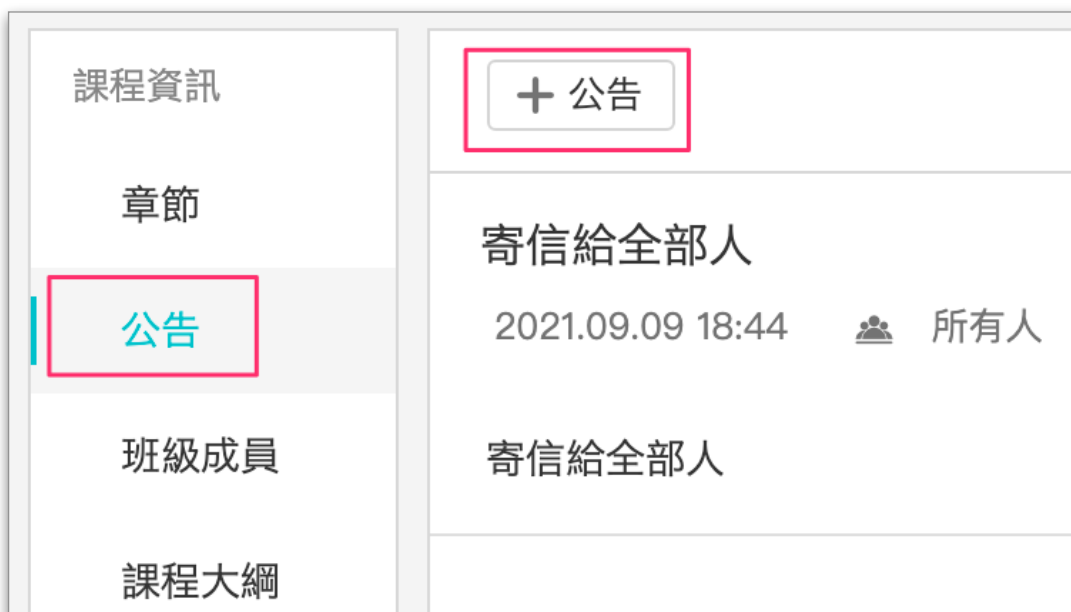 課程資訊
章節
公告
班級成員
課程大綱
+ 公告
寄信給全部人
2021.09.09 18:44 所有人
寄信給全部人